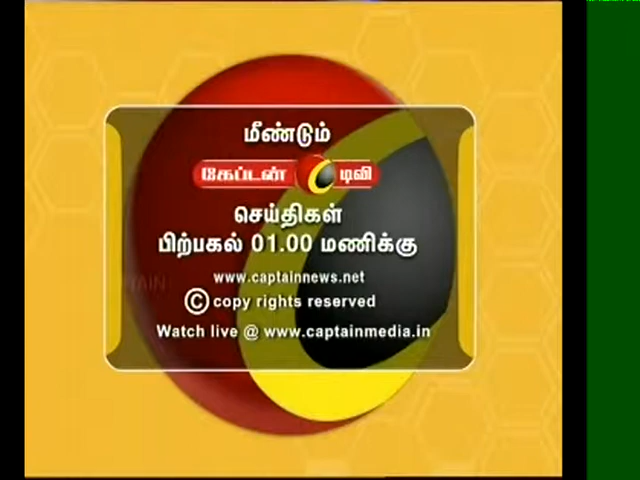 மீண்டும்
கேப்டன் டிவி
செய்திகள்
பிற்பகல் 01.00 மணிக்கு
www.captainnews.net
© copy rights reserved
Watch live @ www.captainmedia.in